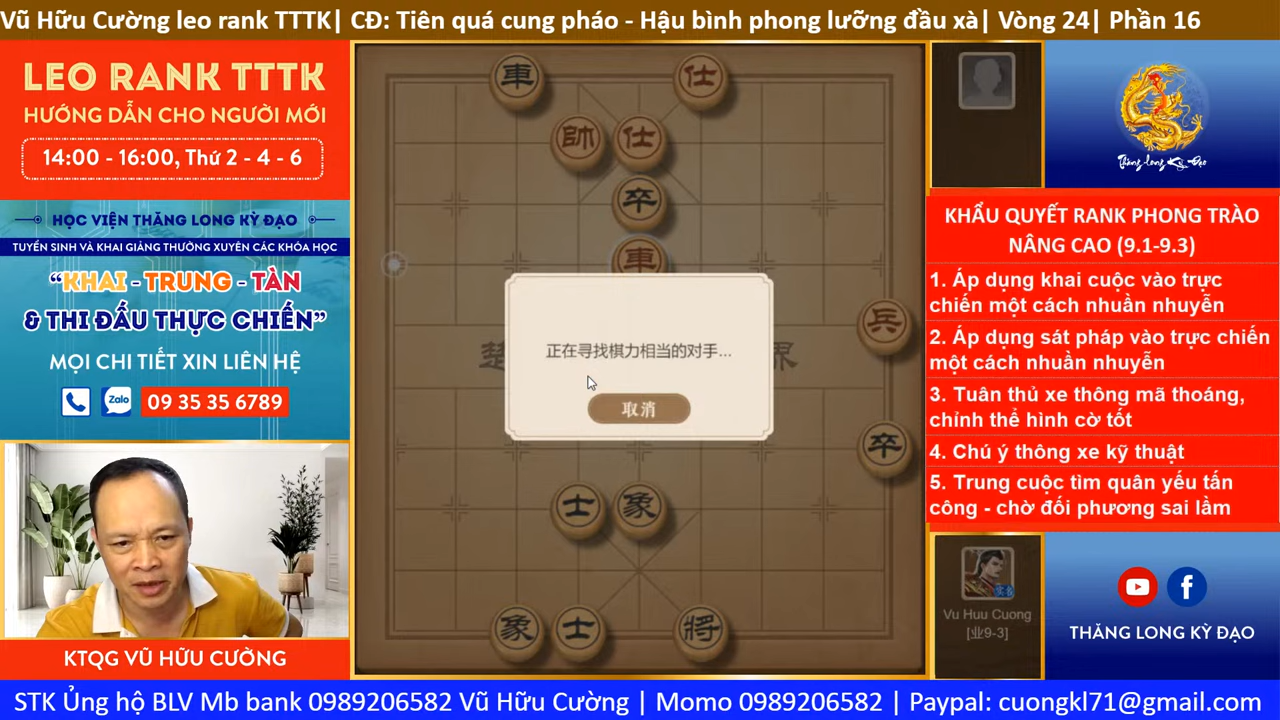 Vũ Hữu Cường leo rank TTTK| CĐ: Tiên quá cung pháo - Hậu bình phong lưỡng đầu xà| Vòng 24| Phần 16
LEO RANK TTTK
HƯỚNG DẪN CHO NGƯỜI MỚI
14:00 - 16:00, Thứ 2 - 4 - 6
HỌC VIỆN THĂNG LONG KỲ ĐẠO
TUYỂN SINH VÀ KHAI GIẢNG THƯỜNG XUYÊN CÁC KHÓA HỌC
“KHAI - TRUNG - TÀN
& THI ĐẤU THỰC CHIẾN”
MỌI CHI TIẾT XIN LIÊN HỆ
Zalo
09 35 35 6789
KTQG VŨ HỮU CƯỜNG
車
仕
帥
仕
卒
車
兵
楚
界
正在寻找棋力相当的对手...
取消
卒
士
象
象
士
將
Thăng Long Kỳ Đạo
KHẨU QUYẾT RANK PHONG TRÀO
NÂNG CAO (9.1-9.3)
1. Áp dụng khai cuộc vào trực
chiến một cách nhuần nhuyễn
2. Áp dụng sát pháp vào trực chiến
một cách nhuần nhuyễn
3. Tuân thủ xe thông mã thoáng,
chỉnh thể hình cờ tốt
4. Chú ý thông xe kỹ thuật
5. Trung cuộc tìm quân yếu tấn
công - chờ đối phương sai lầm
Vu Huu Cuong
[业9-3]
THĂNG LONG KỲ ĐẠO
STK Ủng hộ BLV Mb bank 0989206582 Vũ Hữu Cường | Momo 0989206582 | Paypal: cuongkl71@gmail.com